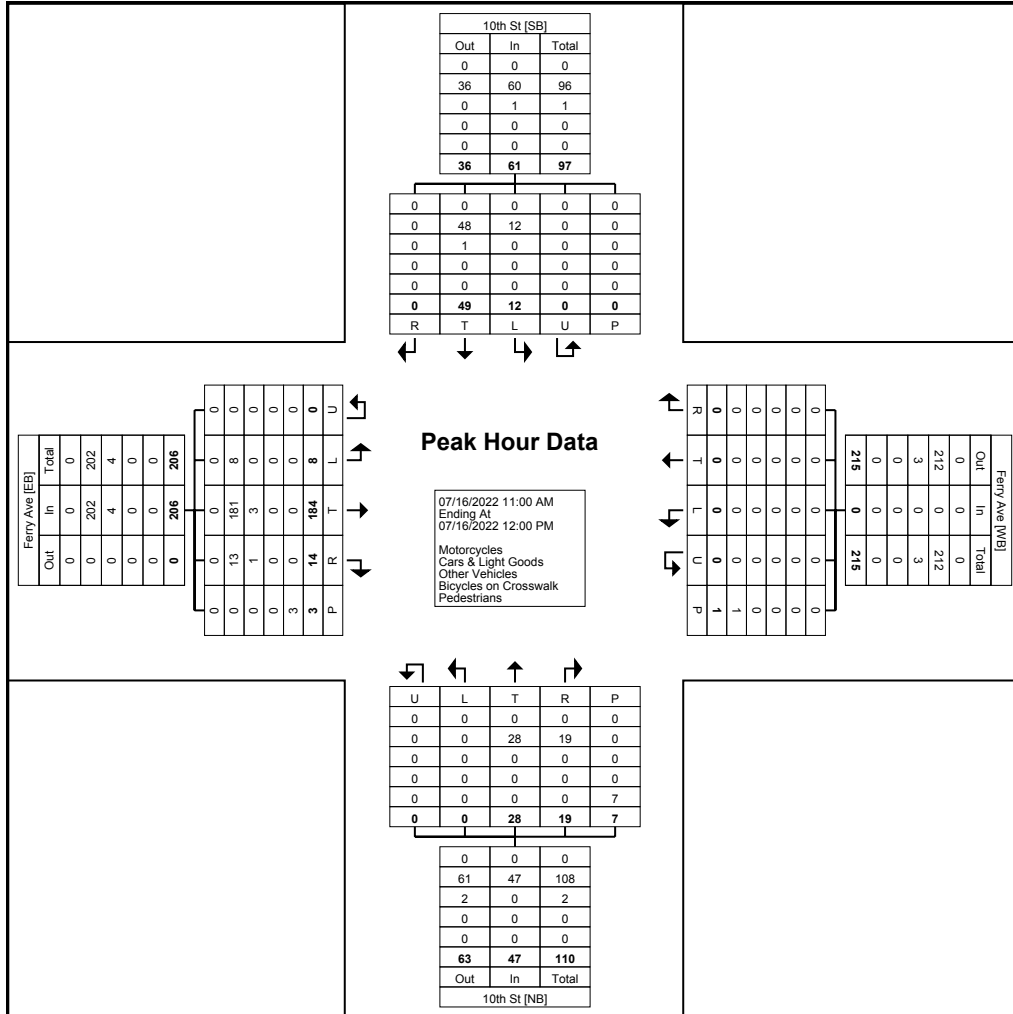 10th St [SB]
Out In Total
0 0 0
36 60 96
0 1 1
0 0 0
0 0 0
36 61 97
0 0 0 0 0
0 48 12 0 0
0 1 0 0 0
0 0 0 0 0
0 0 0 0 0
0 49 12 0 0
R T L U P
Ferry Ave [EB]
Total In Out
0 0 0
202 202 0
4 4 0
0 0 0
0 0 0
206 206 0
0 0 0 0 0
0 8 181 13 0
0 0 3 1 0
0 0 0 0 0
0 0 0 0 3
0 8 184 14 3
U L T R P
Peak Hour Data
07/16/2022 11:00 AM
Ending At
07/16/2022 12:00 PM
Motorcycles
Cars & Light Goods
Other Vehicles
Bicycles on Crosswalk
Pedestrians
R T L U P
0 0 0 0 1
0 0 0 0 1
0 0 0 0 0
0 0 0 0 0
0 0 0 0 0
0 0 0 0 0
Ferry Ave [WB]
Out In Total
0 0 0
212 0 212
3 0 3
0 0 0
0 0 0
215 0 215
U L T R P
0 0 0 0 0
0 0 28 19 0
0 0 0 0 0
0 0 0 0 0
0 0 0 0 7
0 0 28 19 7
0 0 0
61 47 108
2 0 2
0 0 0
0 0 0
63 47 110
Out In Total
10th St [NB]